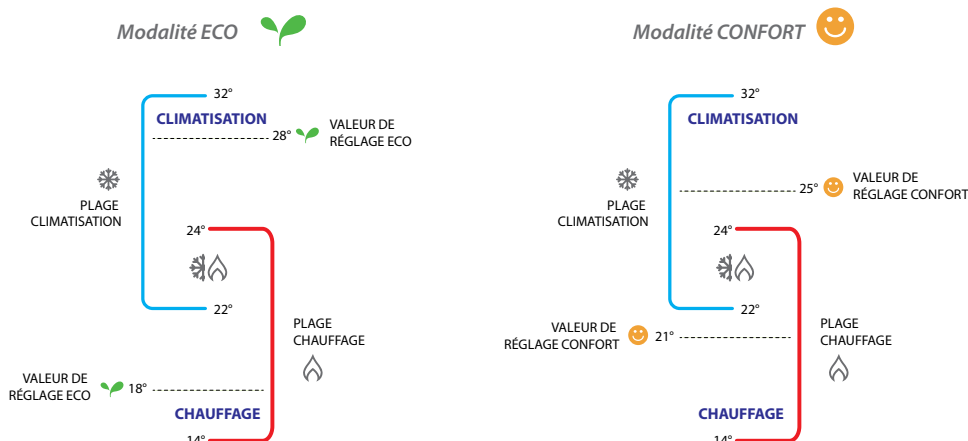 Modalité ECO
32°
CLIMATISATION
28°
VALEUR DE
RÉGLAGE ECO
PLAGE
CLIMATISATION
24°
22°
PLAGE
CHAUFFAGE
VALEUR DE
RÉGLAGE ECO
18°
CHAUFFAGE
14°
Modalité CONFORT
32°
CLIMATISATION
25°
VALEUR DE
RÉGLAGE CONFORT
PLAGE
CLIMATISATION
24°
22°
VALEUR DE
RÉGLAGE CONFORT
21°
PLAGE
CHAUFFAGE
CHAUFFAGE
14°